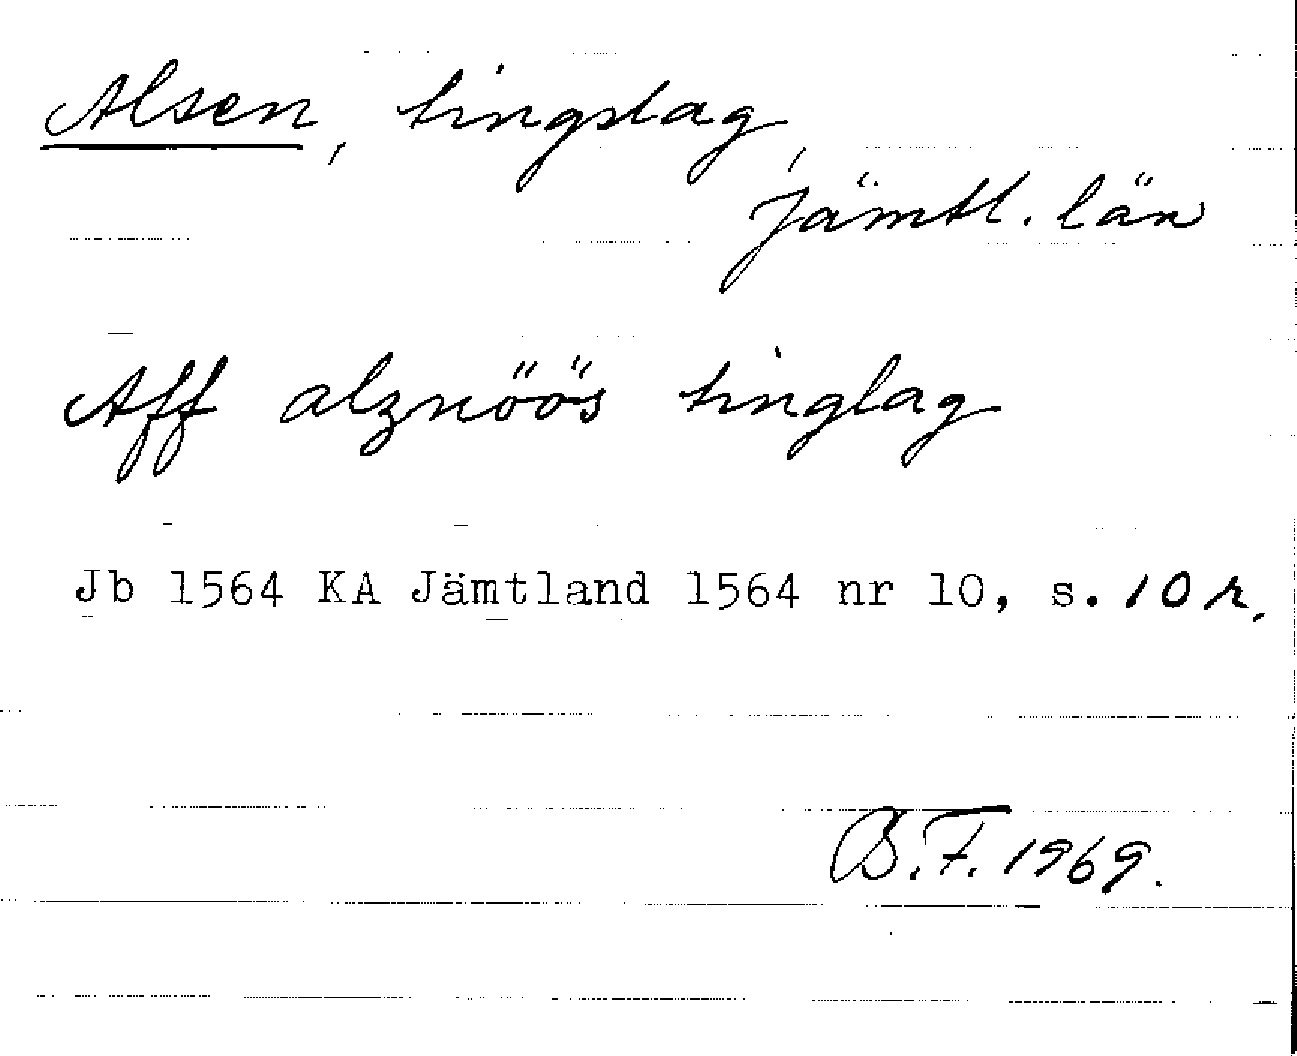 Alsen, tingslag,
Jämtl. län
Aff alznöös tinglag
Jb 1564 KA Jämtland 1564 nr 10, s. 10 r.
B.F. 1969.